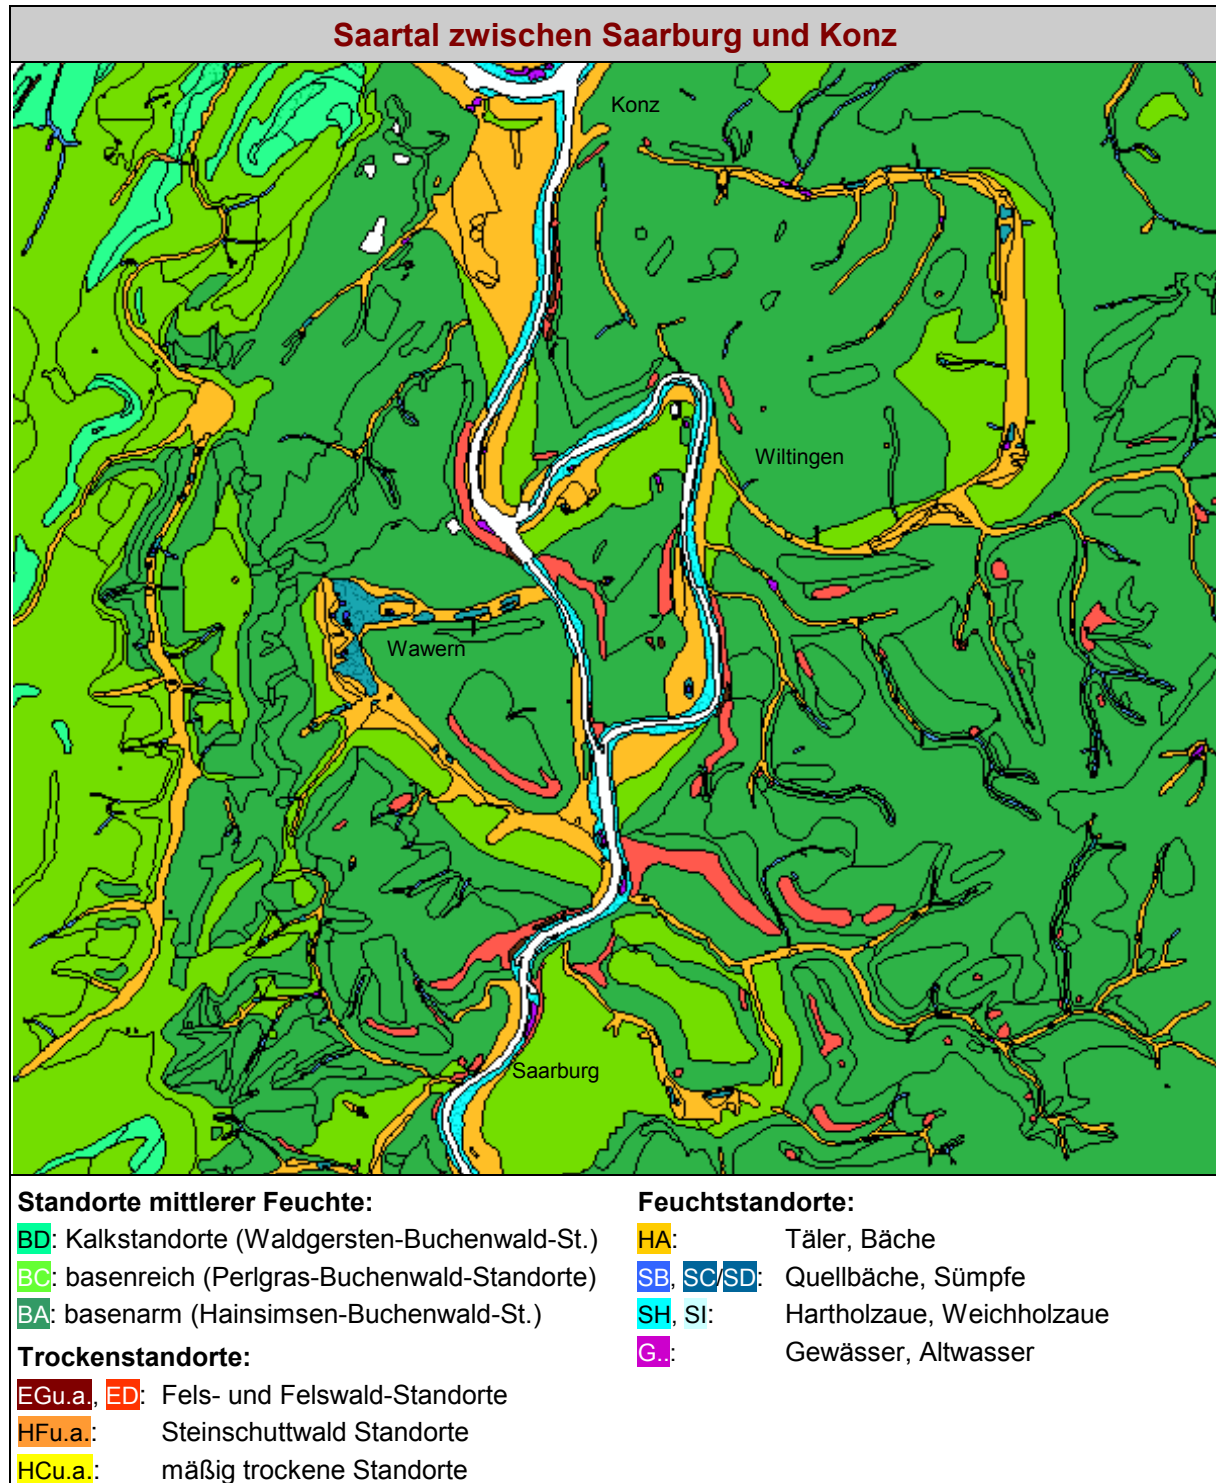 Saartal zwischen Saarburg und Konz
Konz
Wiltingen
Wawern
Saarburg
Standorte mittlerer Feuchte:
BD: Kalkstandorte (Waldgersten-Buchenwald-St.)
BC: basenreich (Perlgras-Buchenwald-Standorte)
BA: basenarm (Hainsimsen-Buchenwald-St.)
Trockenstandorte:
EGu.a., ED: Fels- und Felswald-Standorte
HFu.a.: Steinschuttwald Standorte
HCu.a.: mäßig trockene Standorte
Feuchtstandorte:
HA: Täler, Bäche
SB, SC/SD: Quellbäche, Sümpfe
SH, SI: Hartholzaue, Weichholzaue
G..: Gewässer, Altwasser